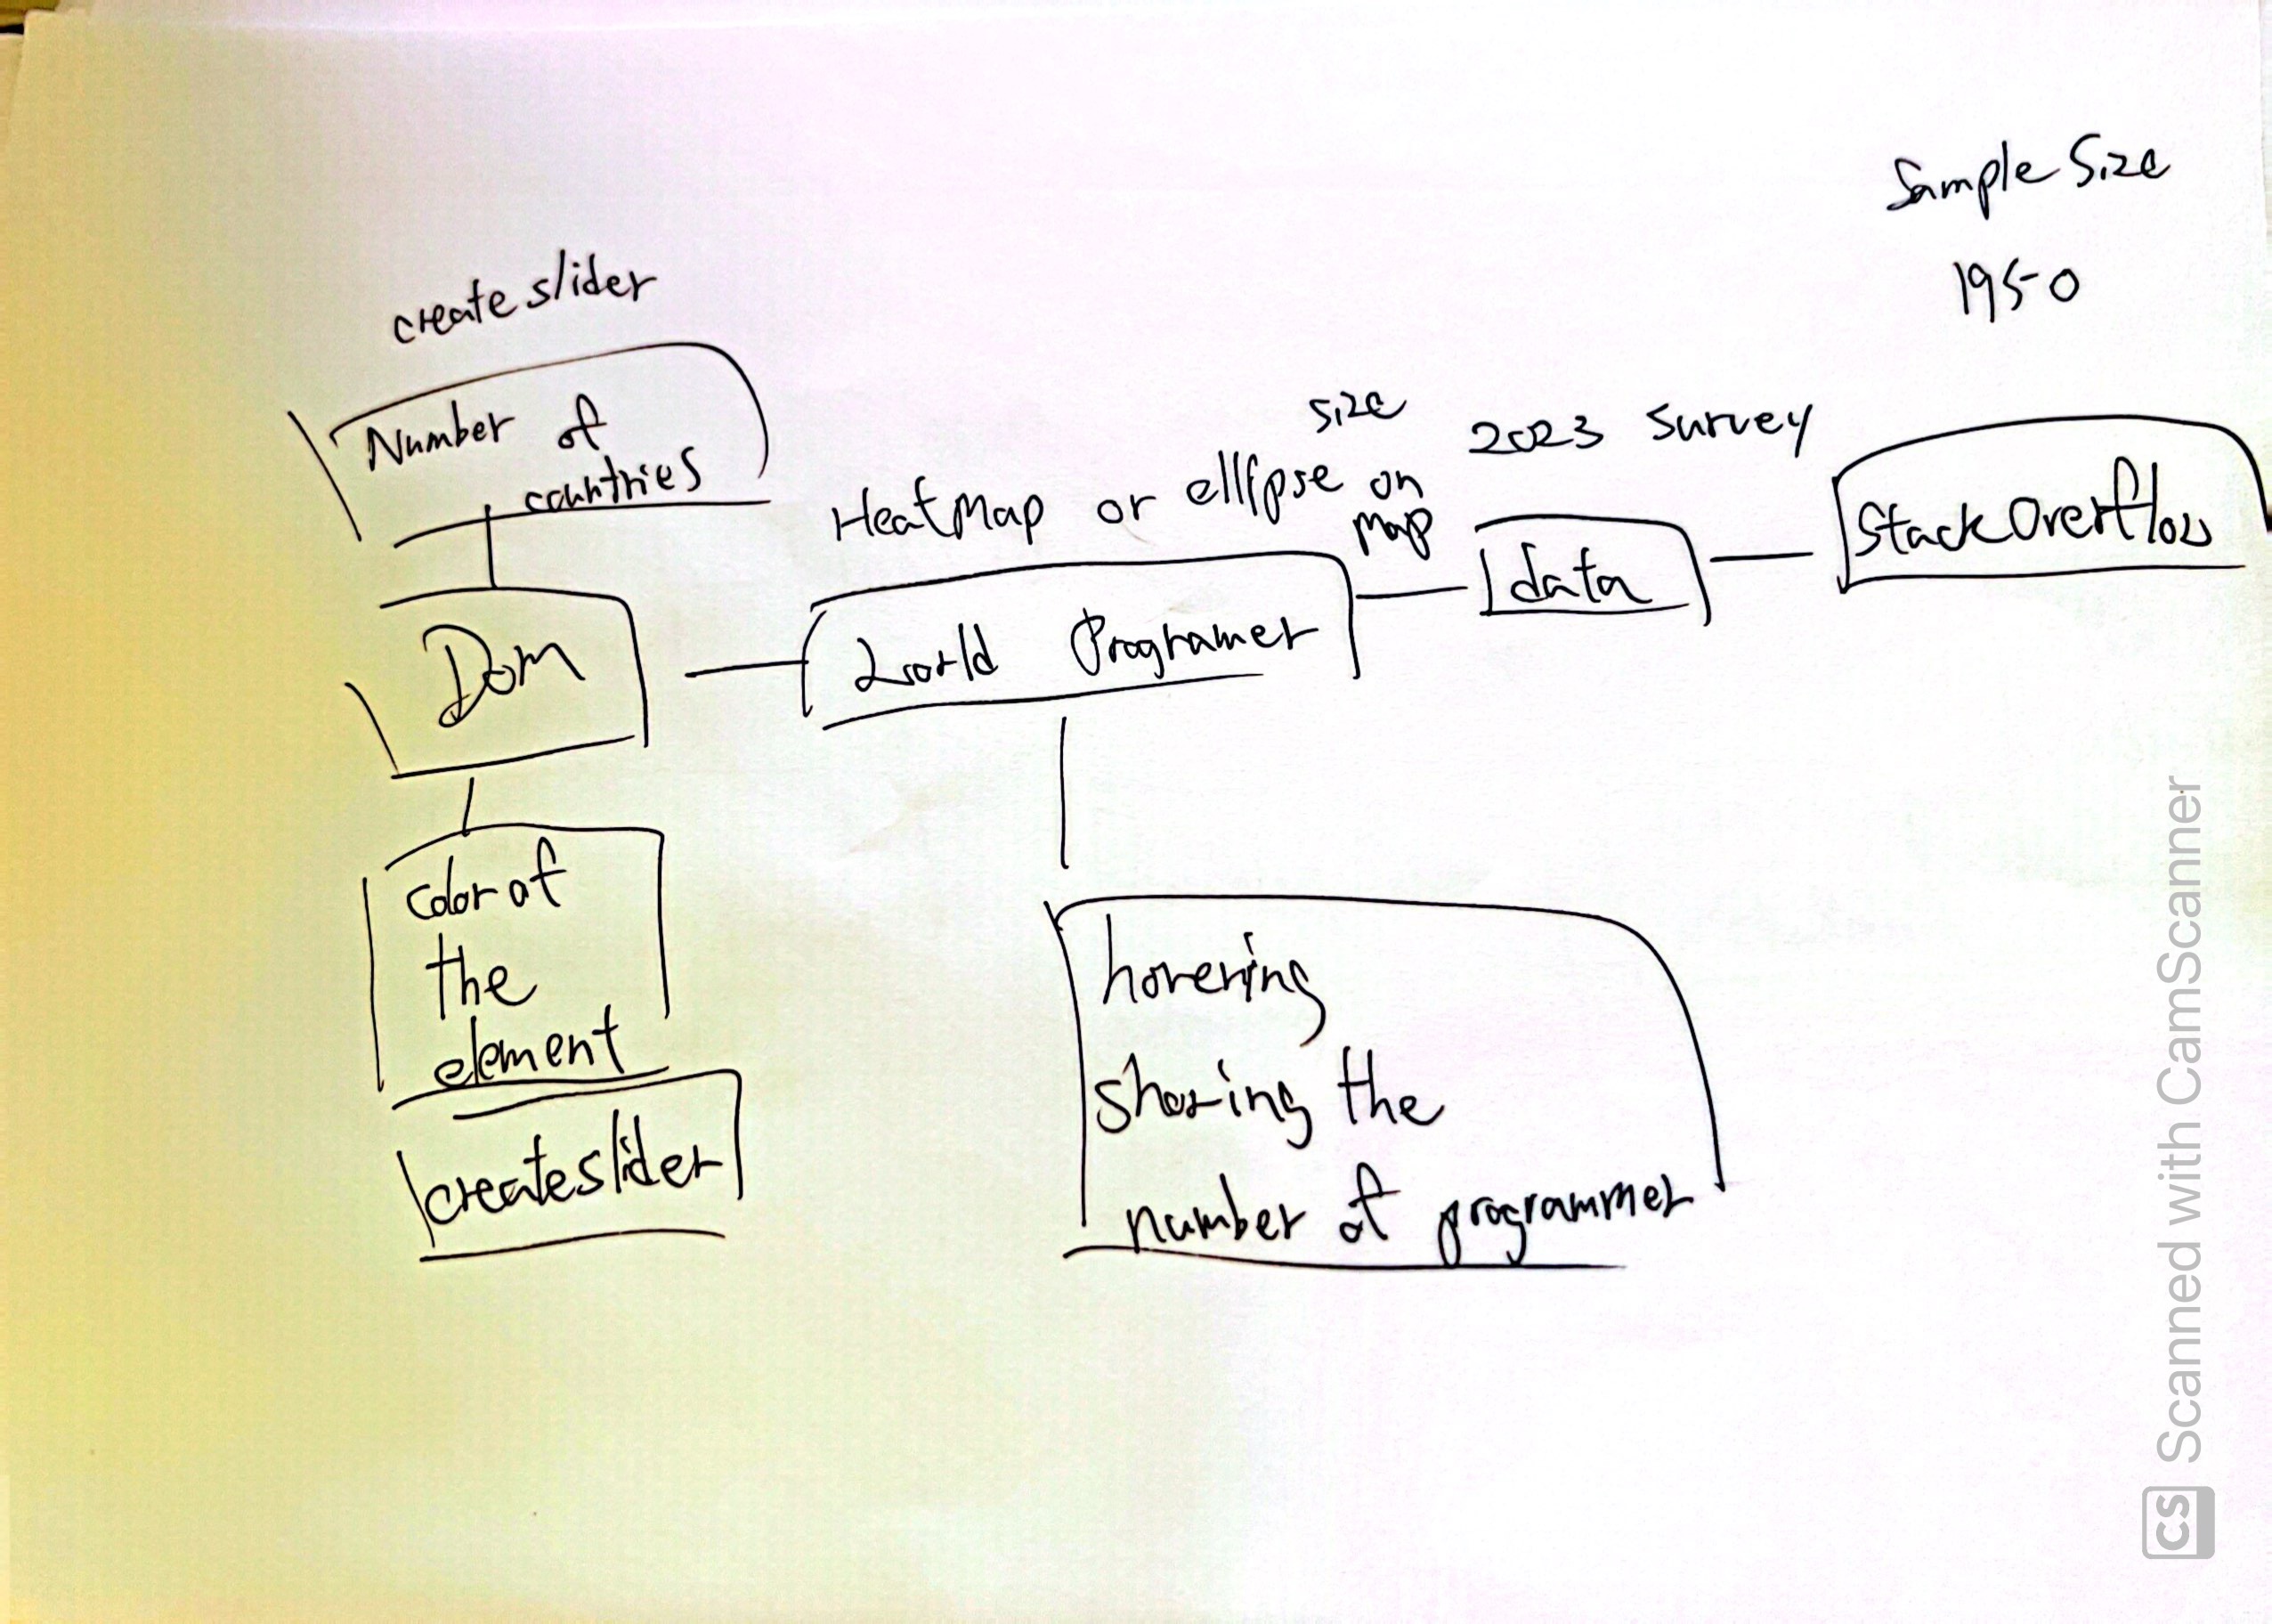 Sample Size
1950
create slider
Number of
countries
HeatMap or ellipse size on
map
2023 Survey
StackOverflow
data
World Programer
Dom
color of
the
element
createslider
hovering
showing the
number of programmer
CS Scanned with CamScanner